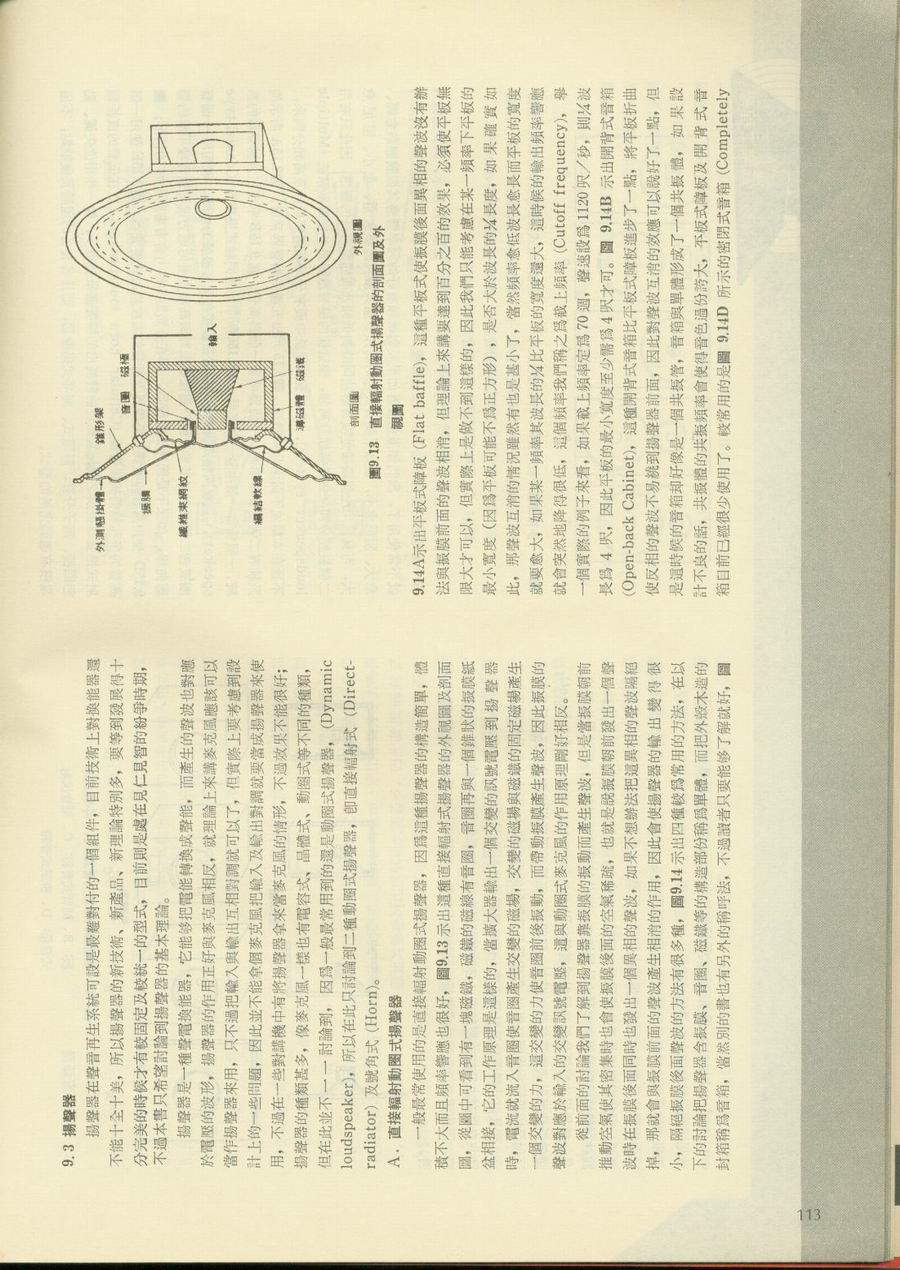 9.3 揚聲器
揚聲器在聲音再生系統可設是最難對付的一個組件，目前技術上對換能器還
不能十全十美，所以揚聲器的新技術、新產品、新理論特別多，要等到發展得十
分完美的時候才有較固定及較統一的型式，目前則是處在見仁見智的紛爭時期，
不過本書只希望討論到揚聲器的基本理論。
揚聲器是一種聲電換能器，它能够把電能轉換成聲能，而產生的聲波也對應
於電壓的波形，揚聲器的作用正好與麥克風相反，就理論上來講麥克風應該可以
當作揚聲器來用，只不過把輸入與輸出互相對調就可以了，但實際上要考慮到設
計上的一些問題，因此並不能拿個麥克風把輸入及輸出對調就要當成揚聲器來使
用，不過在一些對講機中有將揚聲器拿來當麥克風的情形，不過效果不能很好；
揚聲器的種類甚多，像麥克風一樣也有電容式、晶體式、動圈式等不同的種類，
但在此並不一一討論到，因爲一般最常用到的還是動圈式揚聲器，(Dynamic
loudspeaker)，所以在此只討論到二種動圈式揚聲器，卽直接輻射式 (Direct-
radiator) 及號角式 (Horn)。
A．直接輻射動圈式揚聲器
一般最常使用的是直接輻射動圈式揚聲器，因爲這種揚聲器的構造簡單，體
積不大而且頻率響應也很好，圖9.13 示出這種直接輻射式揚聲器的外視圖及剖面
圖，從圖中可看到有一塊磁鐵，磁鐵的磁線有音圈，音圈再與一個錐狀的振膜紙
盆相接，它的工作原理是這樣的，當擴大器輸出一個交變的訊號電壓到揚聲器
時，電流就流入音圈使音圈產生交變的磁場，交變的磁場與磁鐵的固定磁場產生
一個交變的力，這交變的力使音圈前後振動，而帶動振膜產生聲波，因此振膜的
聲波對應於輸入的交變訊號電壓，這與動圈式麥克風的作用原理剛好相反。
從前面的討論我們了解到揚聲器靠振膜的振動而產生聲波，但是當振膜朝前
推動空氣使其密集時也會使振膜後面的空氣稀疏，也就是說振膜朝前發出一個聲
波時在振膜後面同時也發出一個異相的聲波，如果不想辦法把這異相的聲波隔絕
掉，那就會與振膜前面的聲波產生相消的作用，因此會使揚聲器的輸出變得很
小，隔絕振膜後面聲波的方法有很多種，圖9.14 示出四種較爲常用的方法，在以
下的討論把揚聲器含振膜、音圈、磁鐵等的構造部份稱爲單體，而把外殼木造的
封箱稱爲音箱，當然別的書也有另外的稱呼法，不過讀者只要能够了解就好，圖
外測懸掛體
錐形架
振膜
音圈
磁極
纖維束網紋
編結軟線
導磁體
磁鐵
輸入
剖面圖
外視圖
圖9.13　直接輻射動圈式揚聲器的剖面圖及外
視圖
9.14A示出平板式障板 (Flat baffle)，這種平板式使振膜後面異相的聲波沒有辦
法與振膜前面的聲波相消，但理論上來講要達到百分之百的效果，必須使平板無
限大才可以，但實際上是做不到這樣的，因此我們只能考慮在某一頻率下平板的
最小寬度（因爲平板可能不爲正方形），是否大於波長的¼長度，如果確實如
此，那聲波互消的情況雖然有也是甚小了，當然頻率愈低波長愈長而平板的寬度
就要愈大，如果某一頻率其波長的¼比平板的寬度還大，這時候的輸出頻率響應
就會突然地降得很低，這個頻率我們稱之爲截上頻率 (Cutoff frequency)，舉
一個實際的例子來看，如果截上頻率定爲 70 週，聲速設爲 1120 呎／秒，則¼波
長爲 4 呎，因此平板的最小寬度至少需爲 4 呎才可。圖 9.14B 示出開背式音箱
(Open-back Cabinet)，這種開背式音箱比平板式障板進步了一點，將平板折曲
使反相的聲波不易繞到揚聲器前面，因此對聲波互消的效應可以說好了一點，但
是這時候的音箱却好像是一個共振管，音箱與單體形成了一個共振體，如果設
計不良的話，共振體的共振頻率會使得音色過份誇大，平板式障板及開背式音
箱目前已經很少使用了。較常用的是圖 9.14D 所示的密閉式音箱 (Completely
113